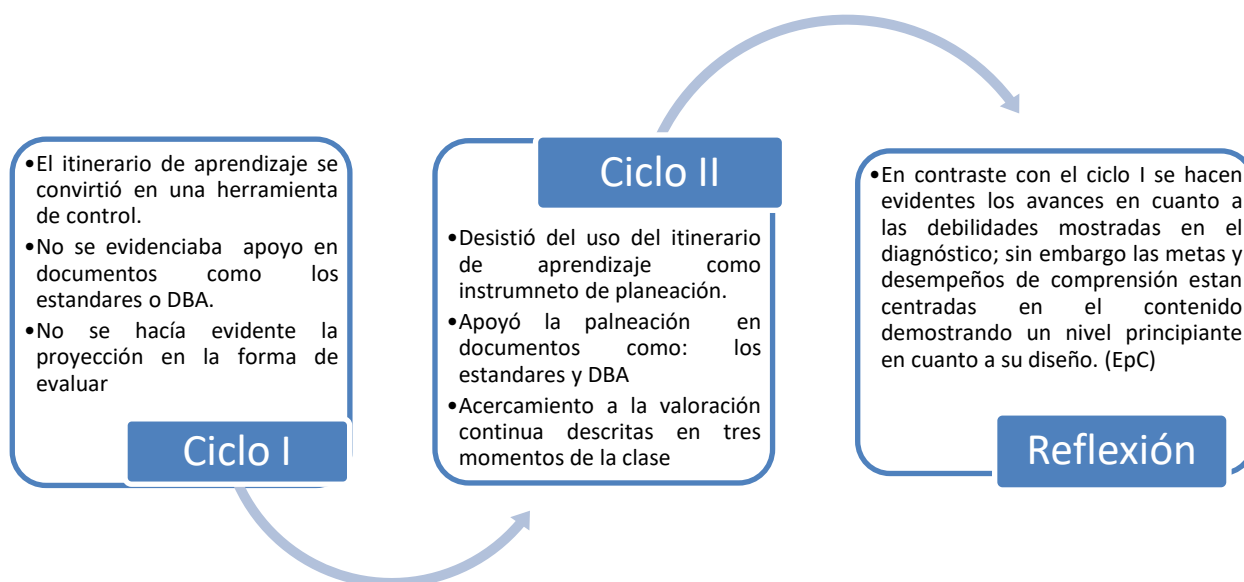 •El itinerario de aprendizaje se
convirtió en una herramienta
de control.
•No se evidenciaba apoyo en
documentos como los
estandares o DBA.
•No se hacía evidente la
proyección en la forma de
evaluar
Ciclo I
Ciclo II
•Desistió del uso del itinerario
de aprendizaje como
instrumneto de planeación.
•Apoyó la palneación en
documentos como: los
estandares y DBA
•Acercamiento a la valoración
continua descritas en tres
momentos de la clase
•En contraste con el ciclo I se hacen
evidentes los avances en cuanto a
las debilidades mostradas en el
diagnóstico; sin embargo las metas y
desempeños de comprensión estan
centradas en el contenido
demostrando un nivel principiante
en cuanto a su diseño. (EpC)
Reflexión